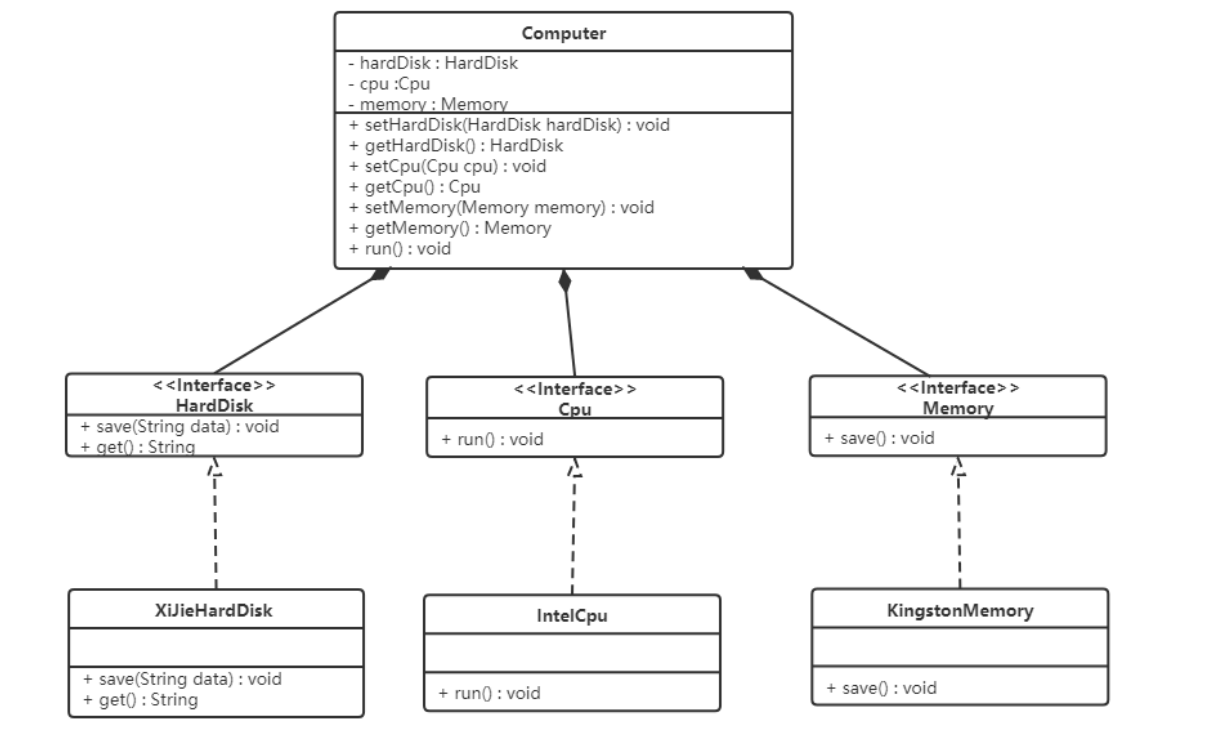 Computer
- hardDisk : HardDisk
- cpu :Cpu
- memory : Memory
+ setHardDisk(HardDisk hardDisk) : void
+ getHardDisk() : HardDisk
+ setCpu(Cpu cpu) : void
+ getCpu() : Cpu
+ setMemory(Memory memory) : void
+ getMemory() : Memory
+ run() : void
<<Interface>>
HardDisk
+ save(String data) : void
+ get() : String
<<Interface>>
Cpu
+ run() : void
<<Interface>>
Memory
+ save() : void
XiJieHardDisk
+ save(String data) : void
+ get() : String
IntelCpu
+ run() : void
KingstonMemory
+ save() : void